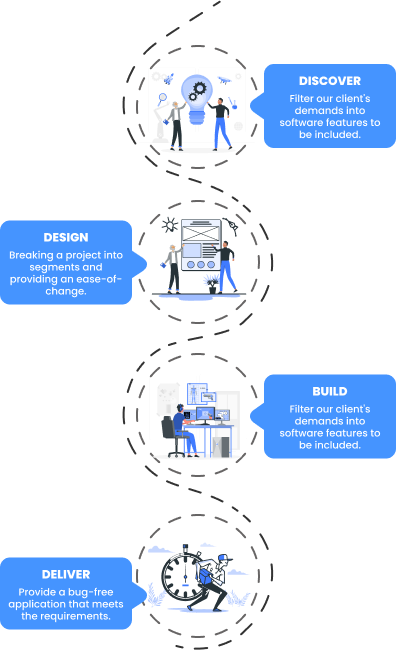 DISCOVER
Filter our client's
demands into
software features to
be included.
DESIGN
Breaking a project into
segments and
providing an ease-of-
change.
BUILD
Filter our client's
demands into
software features to
be included.
DELIVER
Provide a bug-free
application that meets
the requirements.